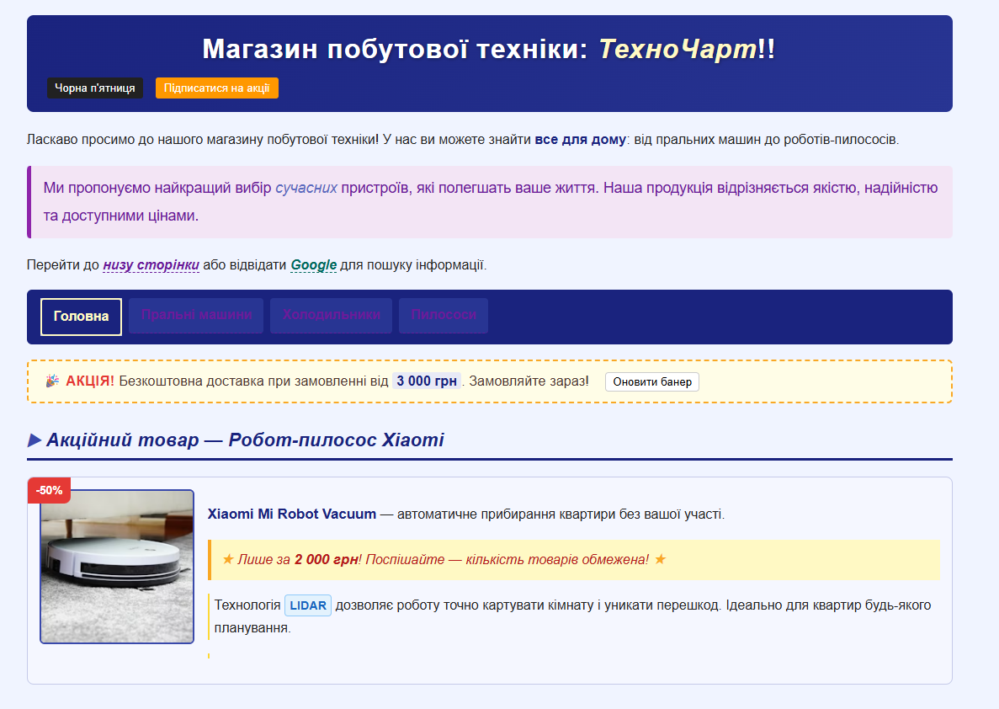 Магазин побутової техніки: ТехноЧарт!!
Чорна п'ятниця Підписатися на акції
Ласкаво просимо до нашого магазину побутової техніки! У нас ви можете знайти все для дому: від пральних машин до роботів-пилососів.
Ми пропонуємо найкращий вибір сучасних пристроїв, які полегшать ваше життя. Наша продукція відрізняється якістю, надійністю
та доступними цінами.
Перейти до низу сторінки або відвідати Google для пошуку інформації.
Головна Пральні машини Холодильники Пилососи
🎉 АКЦІЯ! Безкоштовна доставка при замовленні від 3 000 грн. Замовляйте зараз! Оновити банер
▶ Акційний товар — Робот-пилосос Xiaomi
-50%
Xiaomi Mi Robot Vacuum — автоматичне прибирання квартири без вашої участі.
★ Лише за 2 000 грн! Поспішайте — кількість товарів обмежена! ★
Технологія LIDAR дозволяє роботу точно картувати кімнату і уникати перешкод. Ідеально для квартир будь-якого
планування.